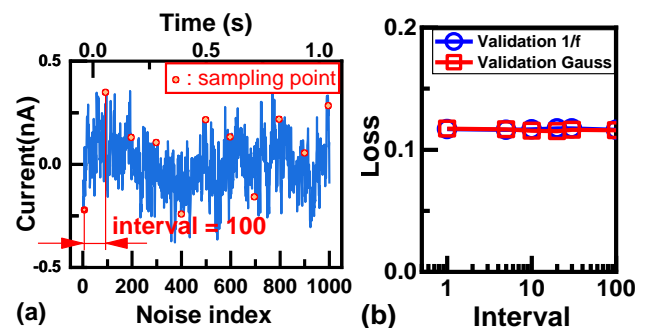 Time (s)
0.0 0.5 1.0
0.5
: sampling point
Current(nA)
0.0
interval = 100
-0.5
0 200 400 600 800 1000
(a)
Noise index
0.2
Validation 1/f
Validation Gauss
Loss
0.1
0.0
1 10 100
(b)
Interval